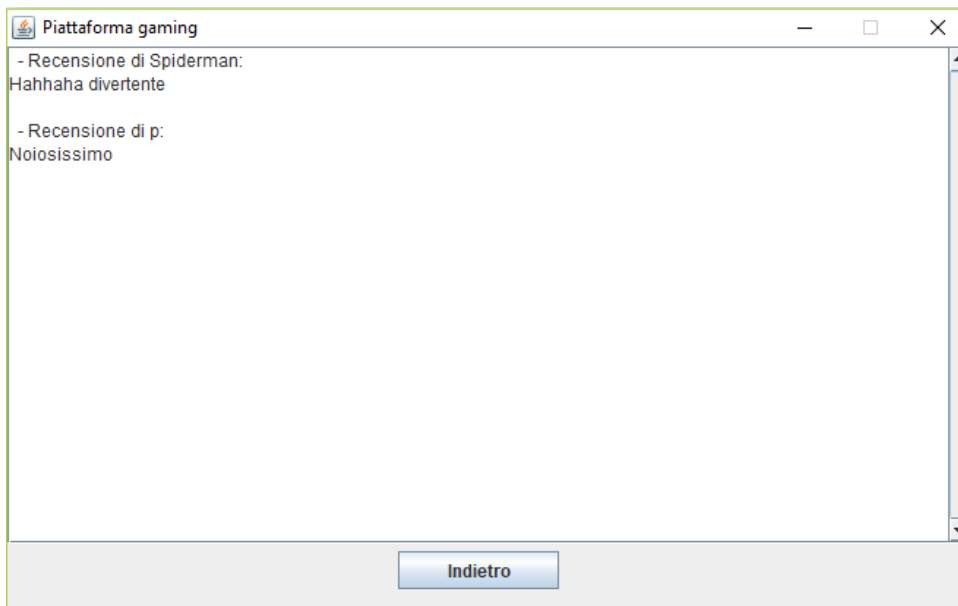 Piattaforma gaming
- Recensione di Spiderman:
Hahhaha divertente
- Recensione di p:
Noiosissimo
Indietro